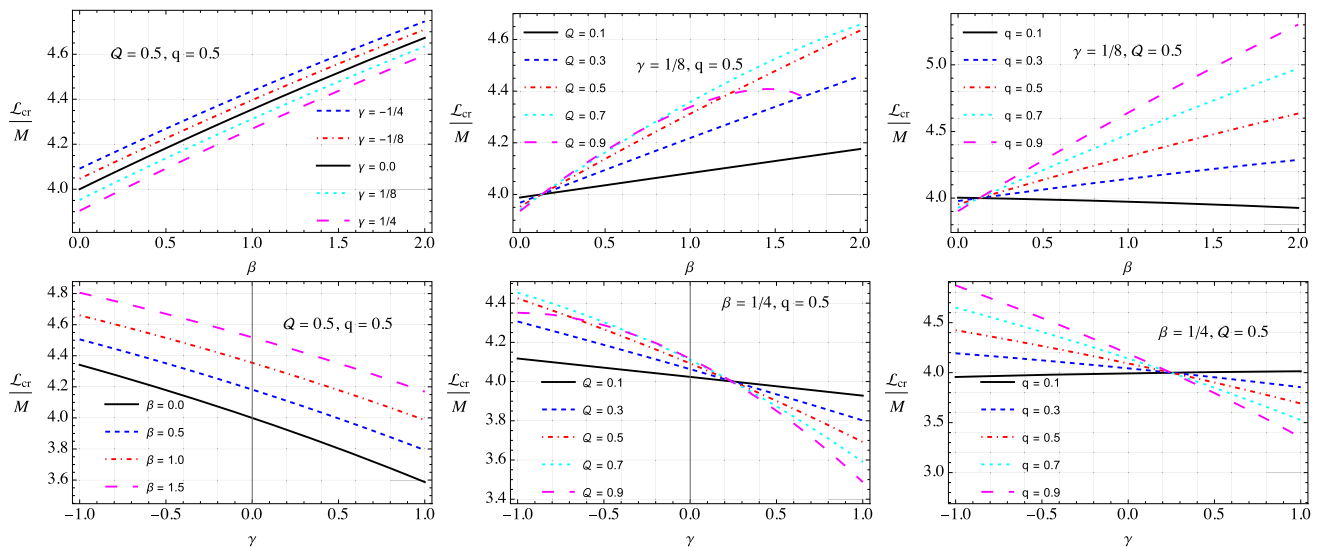 Q = 0.5, q = 0.5
γ = −1/4
γ = −1/8
γ = 0.0
γ = 1/8
γ = 1/4
4.6
4.4
4.2
4.0
0.0 0.5 1.0 1.5 2.0
β
ℒcr
M
γ = 1/8, q = 0.5
Q = 0.1
Q = 0.3
Q = 0.5
Q = 0.7
Q = 0.9
4.6
4.4
4.2
4.0
0.0 0.5 1.0 1.5 2.0
β
ℒcr
M
γ = 1/8, Q = 0.5
q = 0.1
q = 0.3
q = 0.5
q = 0.7
q = 0.9
5.0
4.5
4.0
0.0 0.5 1.0 1.5 2.0
β
ℒcr
M
Q = 0.5, q = 0.5
β = 0.0
β = 0.5
β = 1.0
β = 1.5
4.8
4.6
4.4
4.2
4.0
3.8
3.6
−1.0 −0.5 0.0 0.5 1.0
γ
ℒcr
M
β = 1/4, q = 0.5
Q = 0.1
Q = 0.3
Q = 0.5
Q = 0.7
Q = 0.9
4.4
4.2
4.0
3.8
3.6
3.4
−1.0 −0.5 0.0 0.5 1.0
γ
ℒcr
M
β = 1/4, Q = 0.5
q = 0.1
q = 0.3
q = 0.5
q = 0.7
q = 0.9
4.5
4.0
3.5
3.0
−1.0 −0.5 0.0 0.5 1.0
γ
ℒcr
M